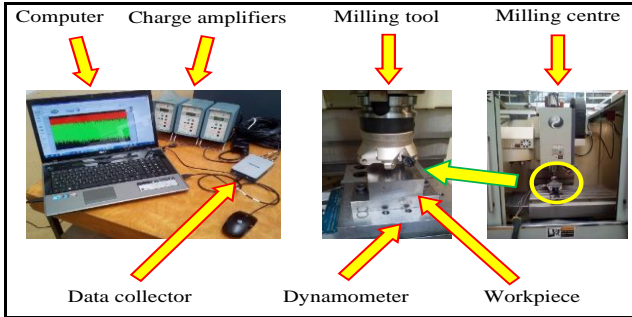 Computer
Charge amplifiers
Milling tool
Milling centre
Data collector
Dynamometer
Workpiece